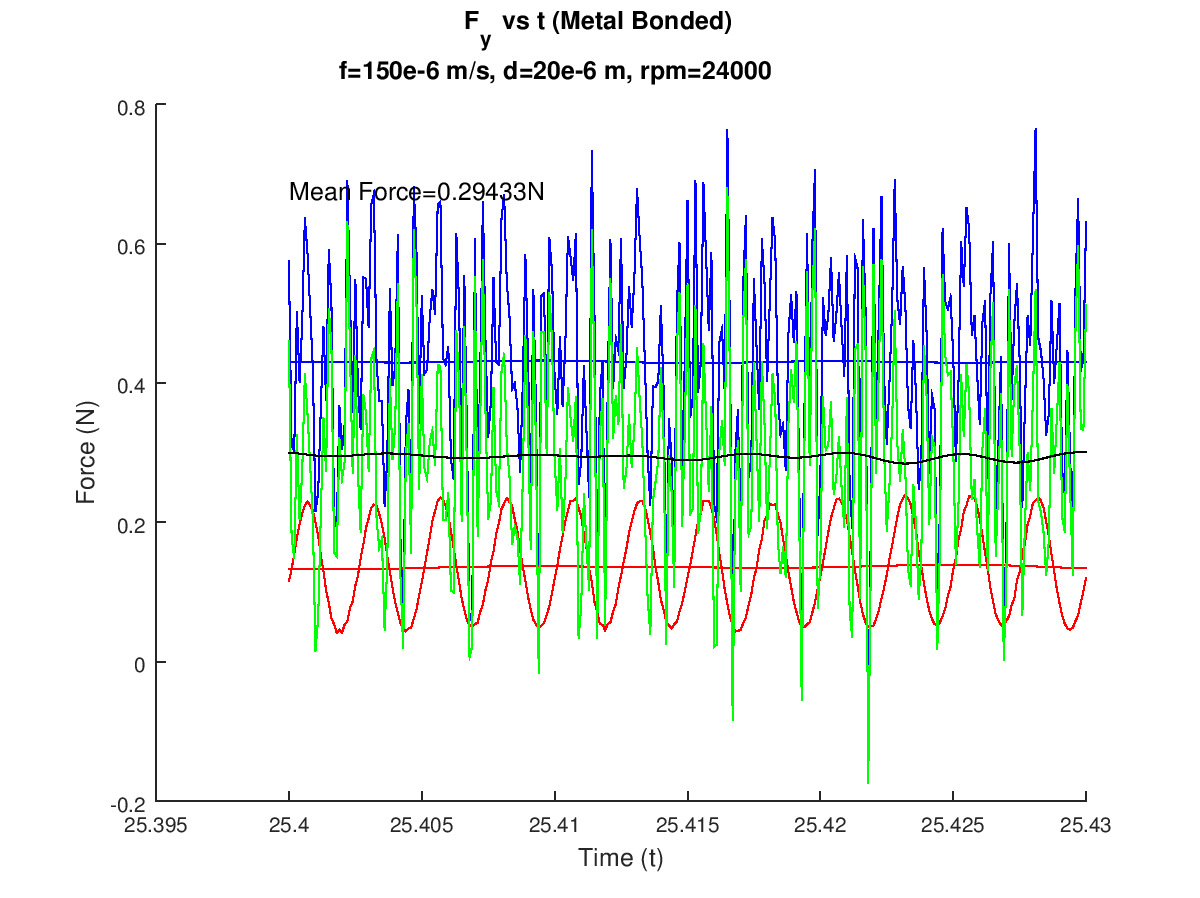 F_y vs t (Metal Bonded)
f=150e-6 m/s, d=20e-6 m, rpm=24000
0.8
Mean Force=0.29433N
0.6
0.4
Force (N)
0.2
0
-0.2
25.395 25.4 25.405 25.41 25.415 25.42 25.425 25.43
Time (t)